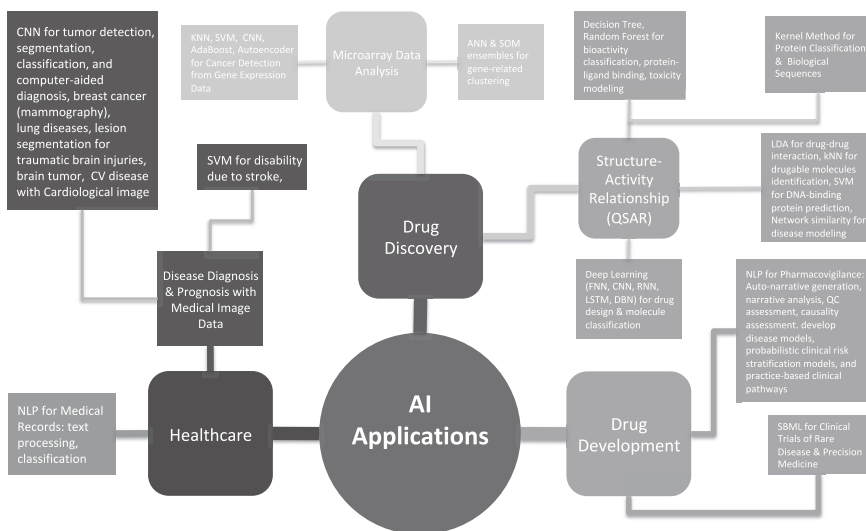 CNN for tumor detection,
segmentation,
classification, and
computer-aided
diagnosis, breast cancer
(mammography),
lung diseases, lesion
segmentation for
traumatic brain injuries,
brain tumor,  CV disease
with Cardiological image
KNN, SVM, CNN,
AdaBoost, Autoencoder
for Cancer Detection
from Gene Expression
Data
Microarray Data
Analysis
ANN & SOM
ensembles for
gene-related
clustering
Decision Tree,
Random Forest for
bioactivity
classification, protein-
ligand binding, toxicity
modeling
Kernel Method for
Protein Classification
&  Biological
Sequences
SVM for disability
due to stroke,
Drug
Discovery
Structure-
Activity
Relationship
(QSAR)
LDA for drug-drug
interaction, kNN for
drugable molecules
identification, SVM
for DNA-binding
protein prediction,
Network similarity for
disease modeling
Disease Diagnosis
& Prognosis with
Medical Image
Data
Deep Learning
(FNN, CNN, RNN,
LSTM, DBN) for drug
design & molecule
classification
NLP for Pharmacovigilance:
Auto-narrative generation,
narrative analysis, QC
assessment, causality
assessment. develop
disease models,
probabilistic clinical risk
stratification models, and
practice-based clinical
pathways
NLP for Medical
Records: text
processing,
classification
Healthcare
AI
Applications
Drug
Development
SBML for Clinical
Trials of Rare
Disease & Precision
Medicine